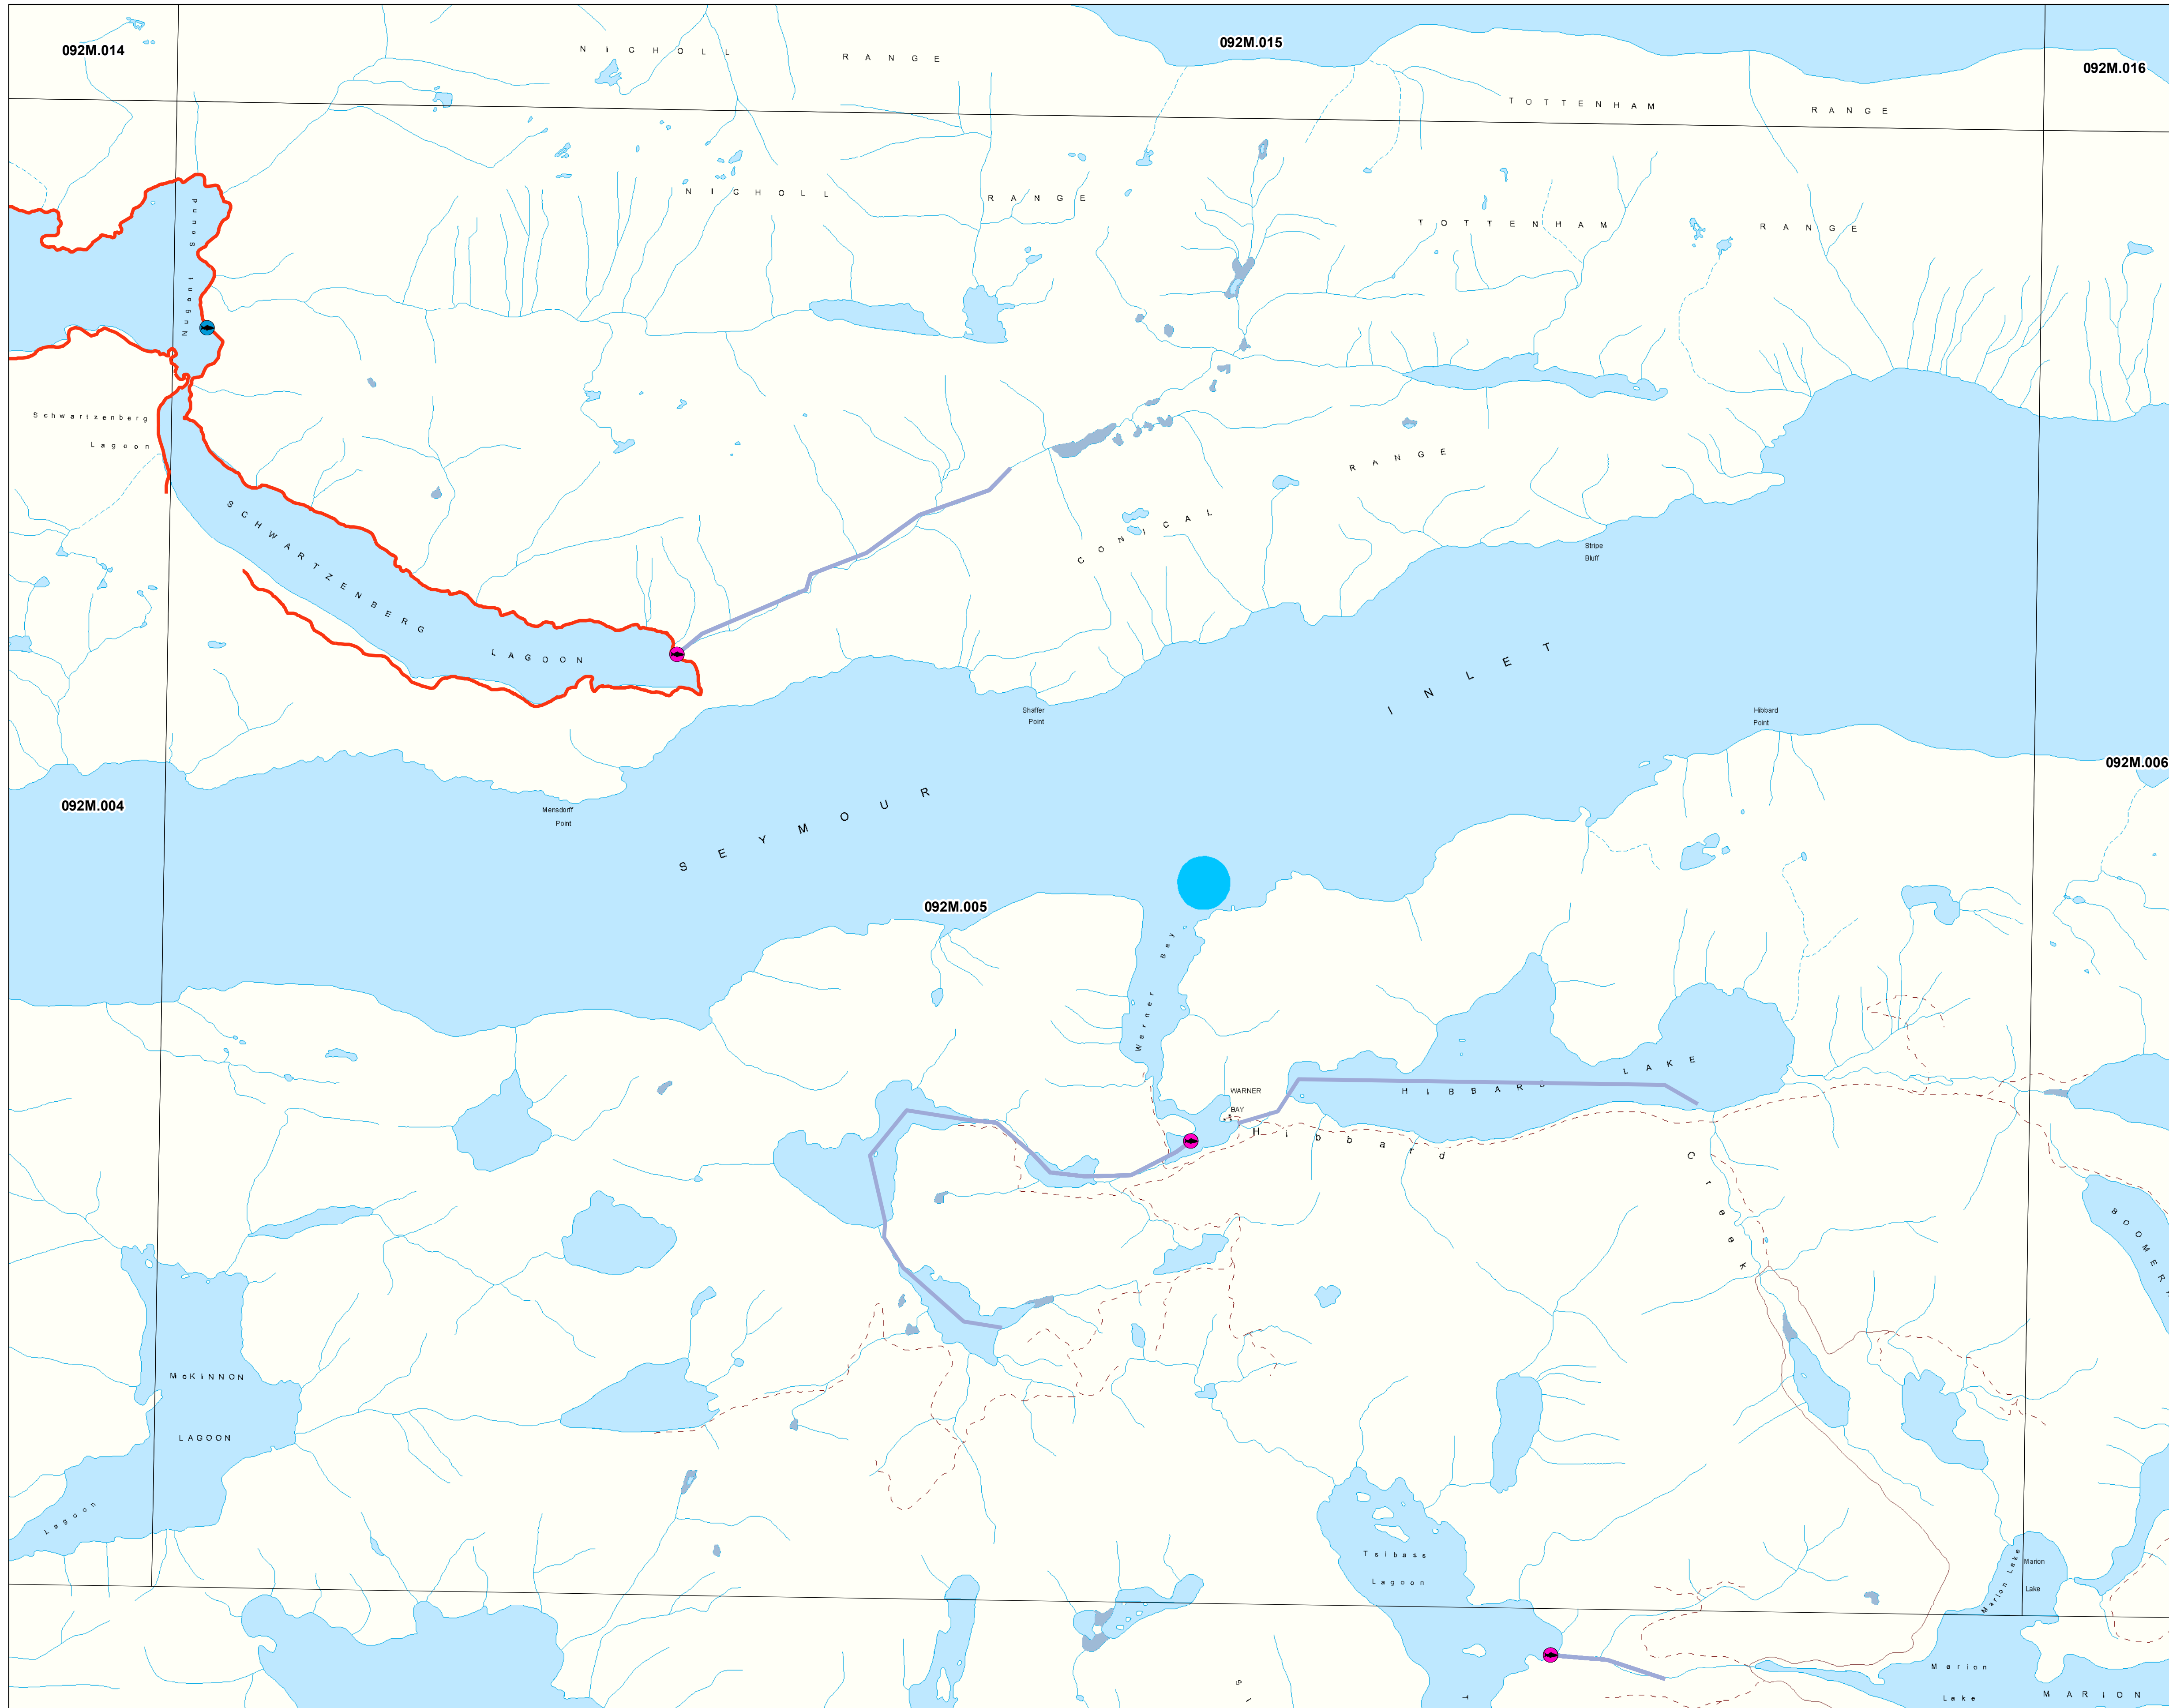 092M.014
NICHOLL RANGE
092M.015
092M.016
TOTTENHAM RANGE
NICHOLL RANGE
TOTTENHAM RANGE
Nugent Sound
Schwartzenberg
Lagoon
CONICAL RANGE
SCHWARTZENBERG
LAGOON
Stripe
Bluff
SEYMOUR INLET
Shaffer
Point
Hibbard
Point
092M.006
092M.004
Mensdorff
Point
092M.005
Warner Bay
HIBBARD LAKE
WARNER
BAY
Hibbard Creek
BOOMER
McKINNON
LAGOON
Lagoon
Tsibass
Lagoon
Marion Lake
Marion
Lake
Marion
Lake
MARION